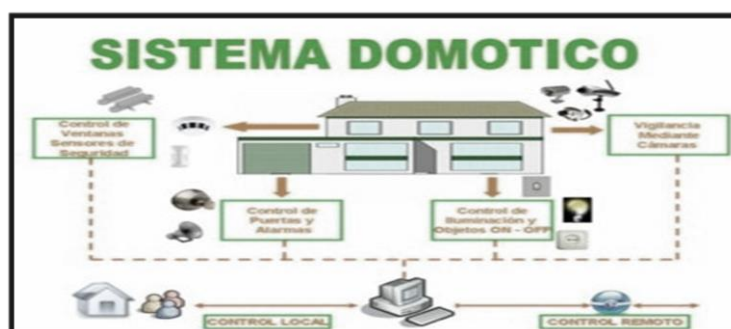 SISTEMA DOMOTICO
Control de
Ventanas
Sensores de
Seguridad
Vigilancia
Mediante
Cámaras
Control de
Puertas y
Alarmas
Control de
Iluminación y
Objetos ON - OFF
CONTROL LOCAL
CONTROL REMOTO